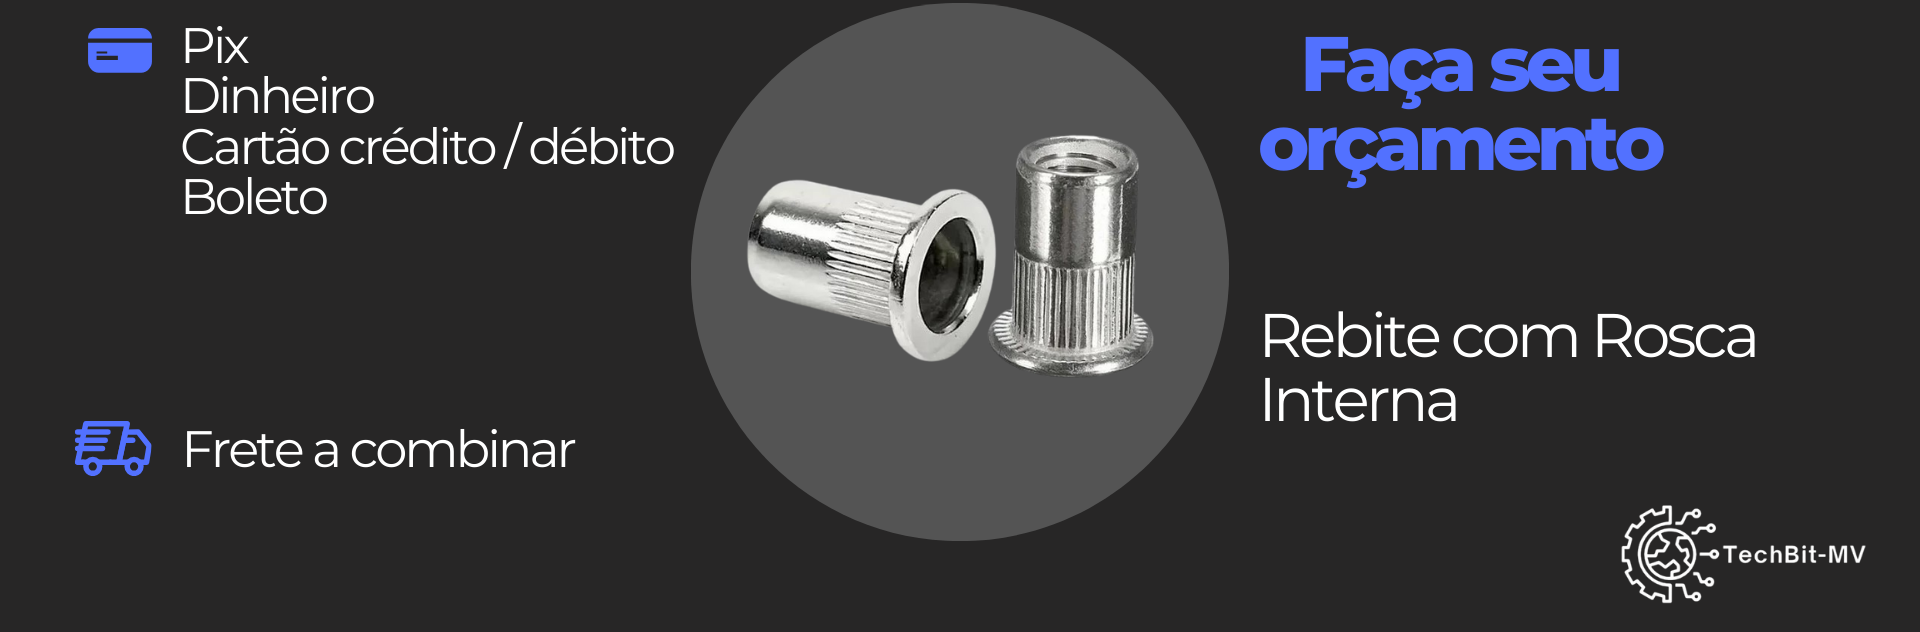 Pix
Dinheiro
Cartão crédito / débito
Boleto
Frete a combinar
Faça seu
orçamento
Rebite com Rosca
Interna
TechBit-MV